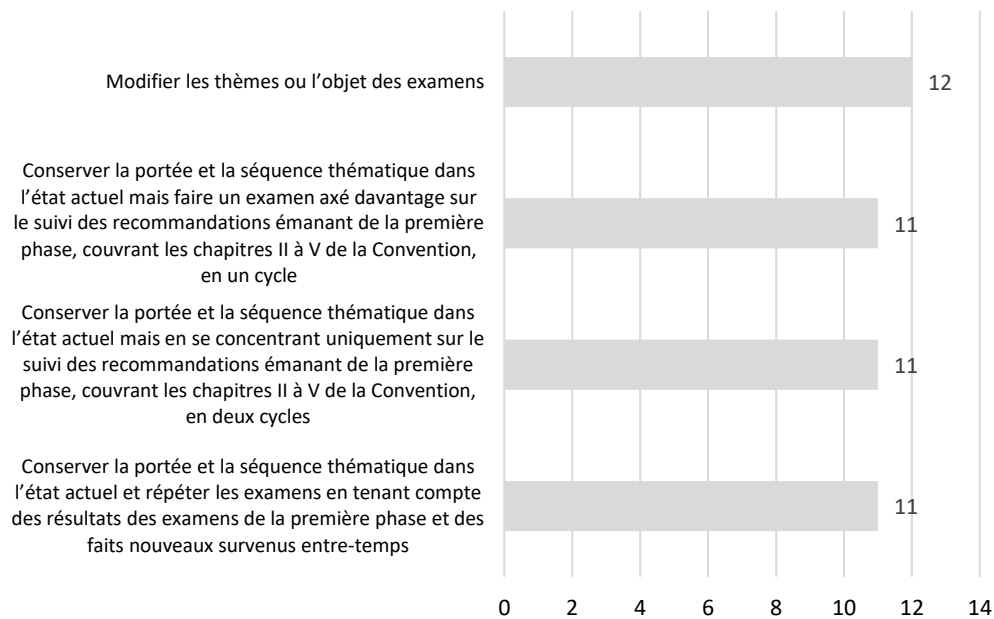 Modifier les thèmes ou l’objet des examens
12
Conserver la portée et la séquence thématique dans
l’état actuel mais faire un examen axé davantage sur
le suivi des recommandations émanant de la première
phase, couvrant les chapitres II à V de la Convention,
en un cycle
11
Conserver la portée et la séquence thématique dans
l’état actuel mais en se concentrant uniquement sur le
suivi des recommandations émanant de la première
phase, couvrant les chapitres II à V de la Convention,
en deux cycles
11
Conserver la portée et la séquence thématique dans
l’état actuel et répéter les examens en tenant compte
des résultats des examens de la première phase et des
faits nouveaux survenus entre-temps
11
0 2 4 6 8 10 12 14